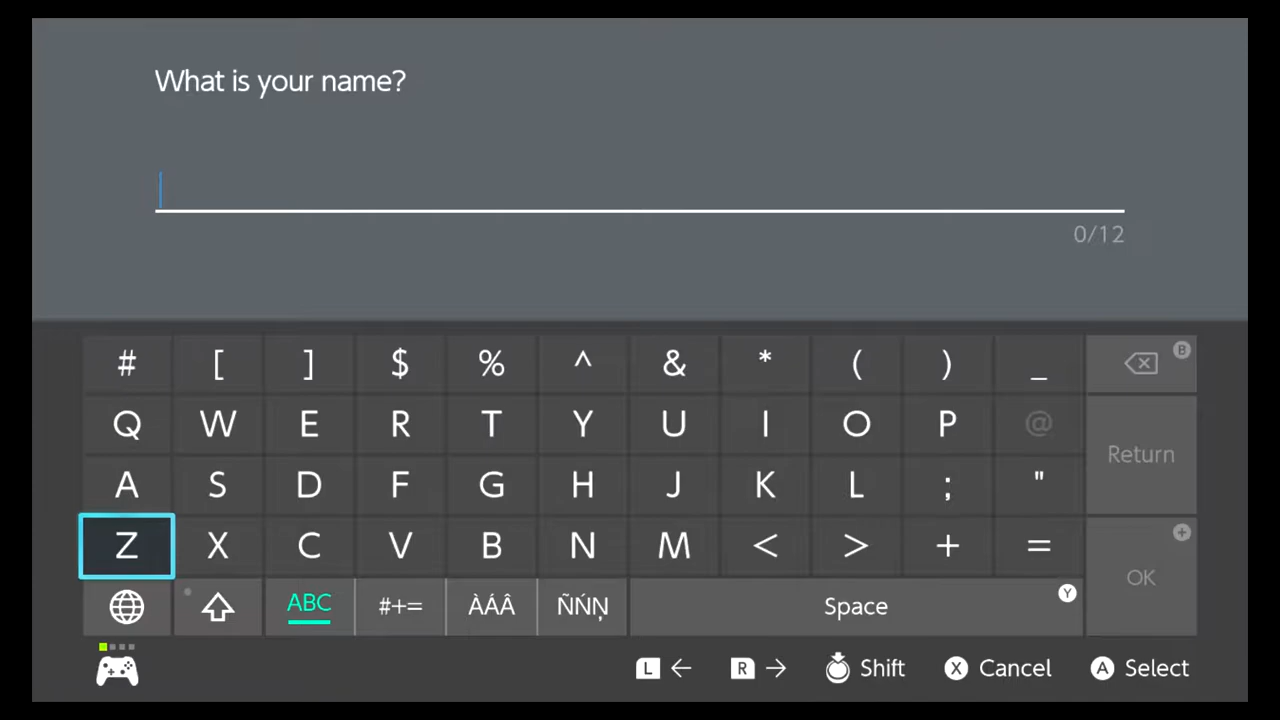 What is your name?
0/12
# [ ] $ % ^ & * ( ) _ B
Q W E R T Y U I O P @ Return
A S D F G H J K L ; "
Z X C V B N M < > + = + OK
ABC #+= ÀÁÂ ÑŃŅ Space Y
L ← R → Shift X Cancel A Select